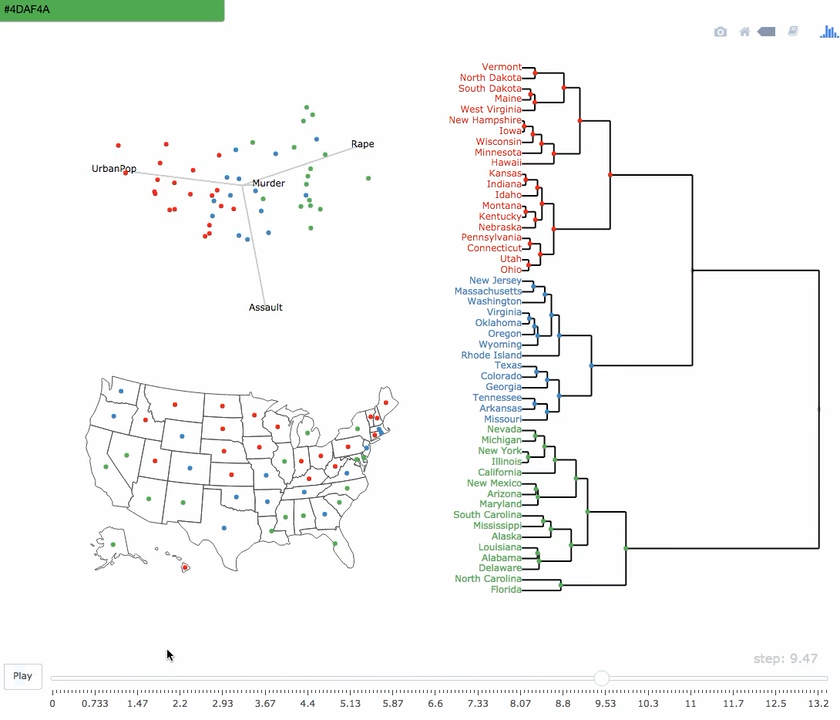 #4DAF4A
Rape
UrbanPop
Murder
Assault
Vermont
North Dakota
South Dakota
Maine
West Virginia
New Hampshire
Iowa
Wisconsin
Minnesota
Hawaii
Kansas
Indiana
Idaho
Montana
Kentucky
Nebraska
Pennsylvania
Connecticut
Utah
Ohio
New Jersey
Massachusetts
Washington
Virginia
Oklahoma
Oregon
Wyoming
Rhode Island
Texas
Colorado
Georgia
Tennessee
Arkansas
Missouri
Nevada
Michigan
New York
Illinois
California
New Mexico
Arizona
Maryland
South Carolina
Mississippi
Alaska
Louisiana
Alabama
Delaware
North Carolina
Florida
step: 9.47
Play
0 0.733 1.47 2.2 2.93 3.67 4.4 5.13 5.87 6.6 7.33 8.07 8.8 9.53 10.3 11 11.7 12.5 13.2